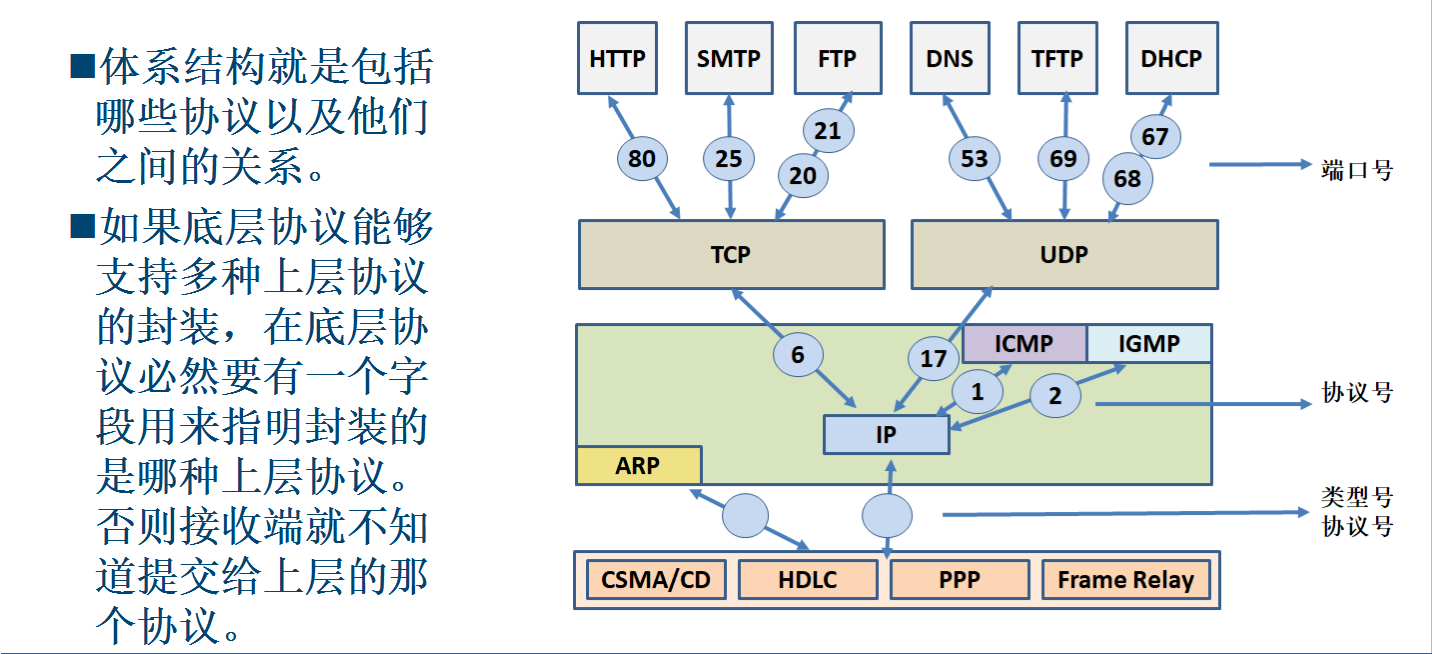 ■体系结构就是包括
哪些协议以及他们
之间的关系。
■如果底层协议能够
支持多种上层协议
的封装，在底层协
议必然要有一个字
段用来指明封装的
是哪种上层协议。
否则接收端就不知
道提交给上层的那
个协议。
HTTP
SMTP
FTP
DNS
TFTP
DHCP
80
25
21
20
53
69
67
68
端口号
TCP
UDP
6
17
ICMP
IGMP
1
2
协议号
IP
ARP
类型号
协议号
CSMA/CD
HDLC
PPP
Frame Relay